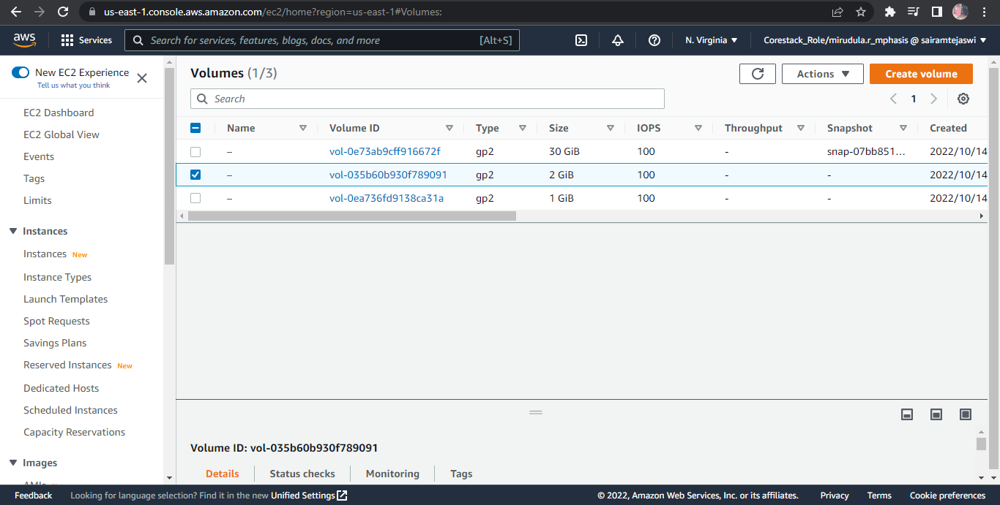 us-east-1.console.aws.amazon.com/ec2/home?region=us-east-1#Volumes:
aws
Services
Search for services, features, blogs, docs, and more
[Alt+S]
N. Virginia
Corestack_Role/mirudula.r_mphasis @ sairamtejaswi
New EC2 Experience
Tell us what you think
EC2 Dashboard
EC2 Global View
Events
Tags
Limits
Instances
Instances New
Instance Types
Launch Templates
Spot Requests
Savings Plans
Reserved Instances New
Dedicated Hosts
Scheduled Instances
Capacity Reservations
Images
Volumes (1/3)
Actions
Create volume
Search
1
Name Volume ID Type Size IOPS Throughput Snapshot Created
– vol-0e73ab9cff916672f gp2 30 GiB 100 - snap-07bb851... 2022/10/14
– vol-035b60b930f789091 gp2 2 GiB 100 - - 2022/10/14
– vol-0ea736fd9138ca31a gp2 1 GiB 100 - - 2022/10/14
Volume ID: vol-035b60b930f789091
Details Status checks Monitoring Tags
Feedback Looking for language selection? Find it in the new Unified Settings
© 2022, Amazon Web Services, Inc. or its affiliates. Privacy Terms Cookie preferences